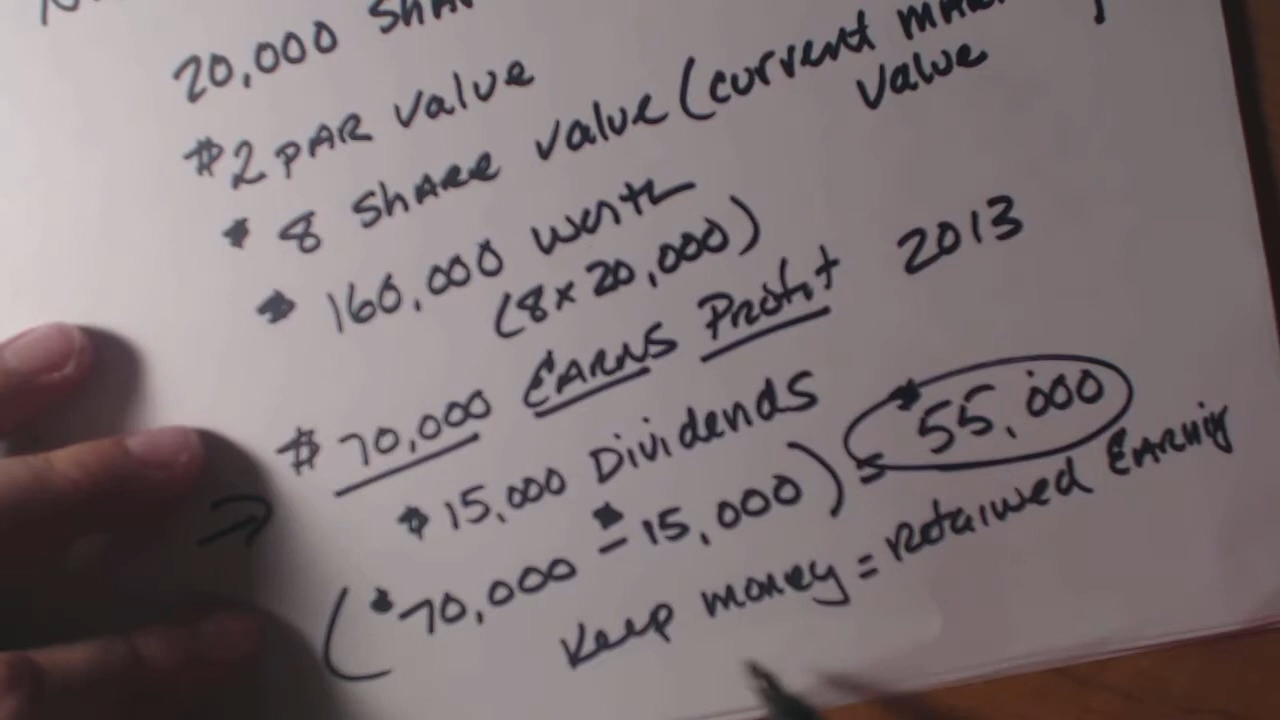 20,000
$2 PAR value
$8 SHARE value (current
value
$160,000 worth
(8 x 20,000)
$70,000 EARNS Profit 2013
$15,000 Dividends
($70,000 - $15,000) = $55,000
Keep money = retained EARNING